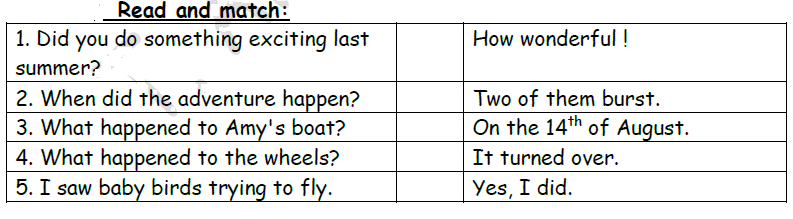 Read and match:
1. Did you do something exciting last How wonderful !
summer?
2. When did the adventure happen? Two of them burst.
3. What happened to Amy's boat? On the 14th of August.
4. What happened to the wheels? It turned over.
5. I saw baby birds trying to fly. Yes, I did.